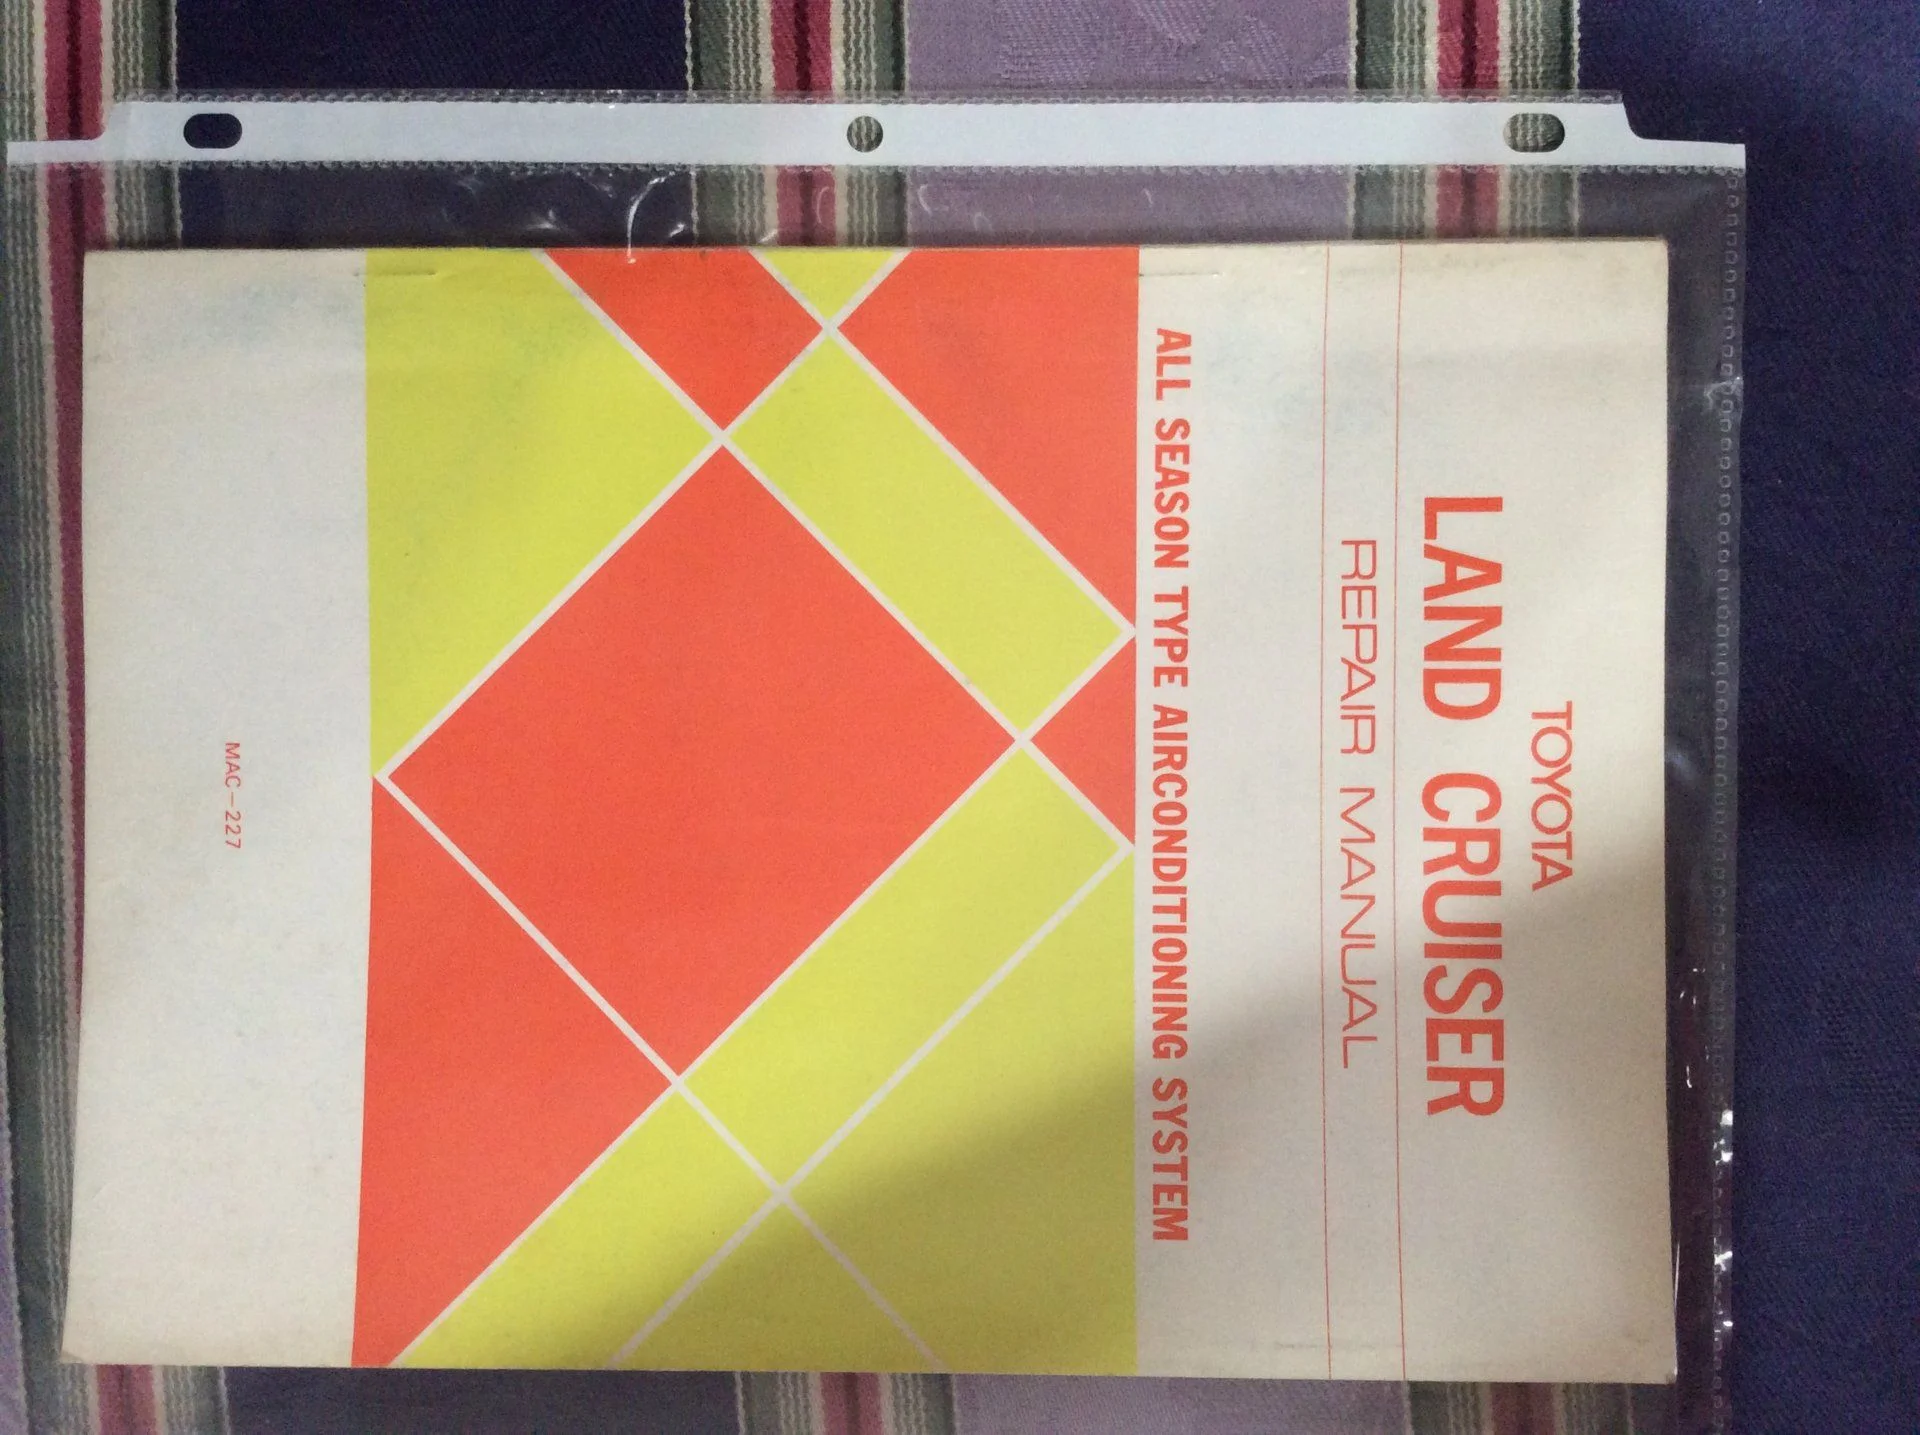 TOYOTA
LAND CRUISER
REPAIR MANUAL
ALL SEASON TYPE AIRCONDITIONING SYSTEM
MAC-227